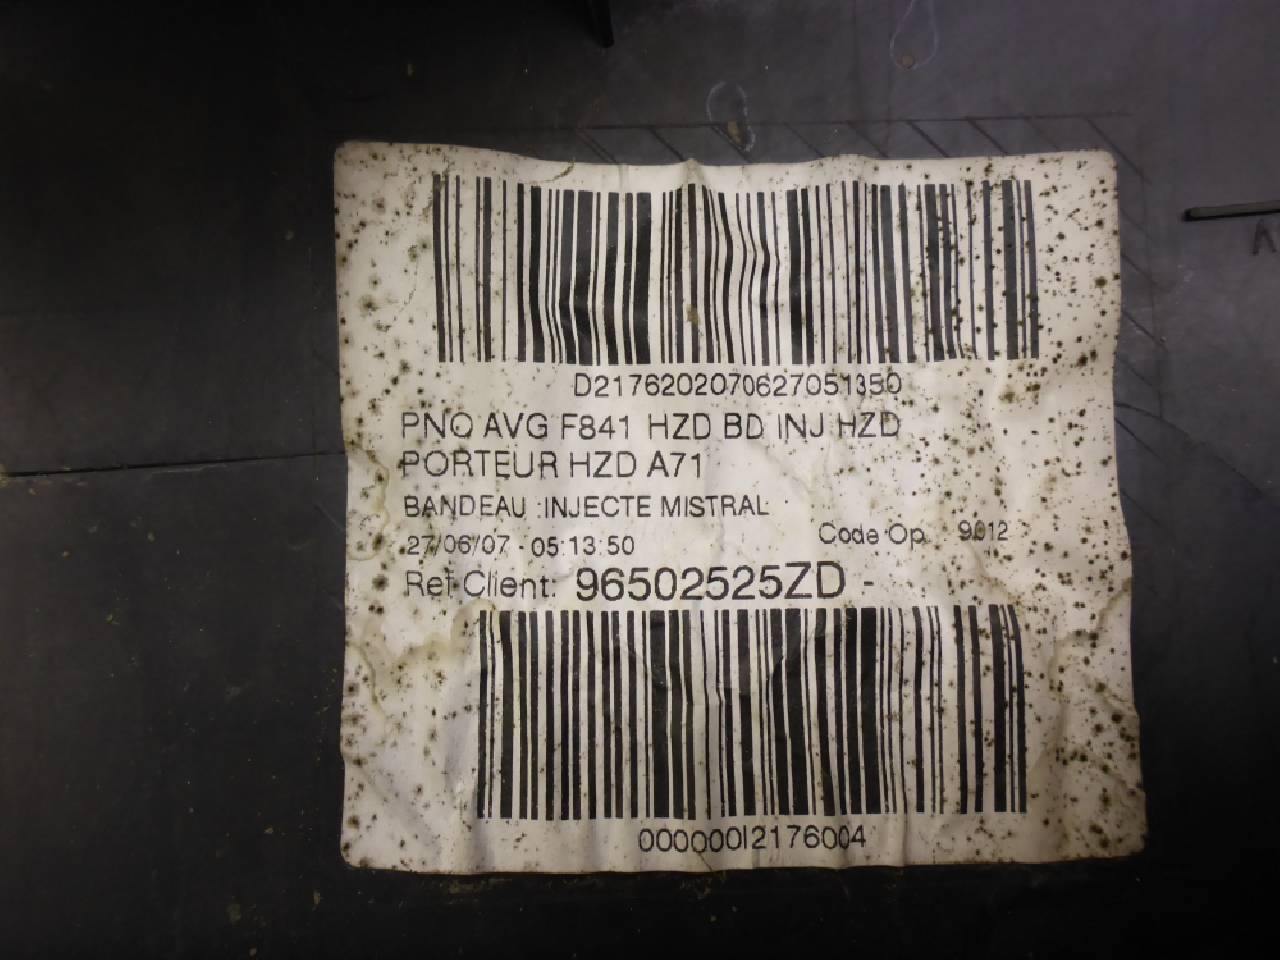 D2176202070627051350
PNO AVG F841 HZD BD INJ HZD
PORTEUR HZD A71
BANDEAU :INJECTE MISTRAL
27/06/07 - 05:13:50 Code Op. : 9012
Ref Client: 96502525ZD -
000000I2176004